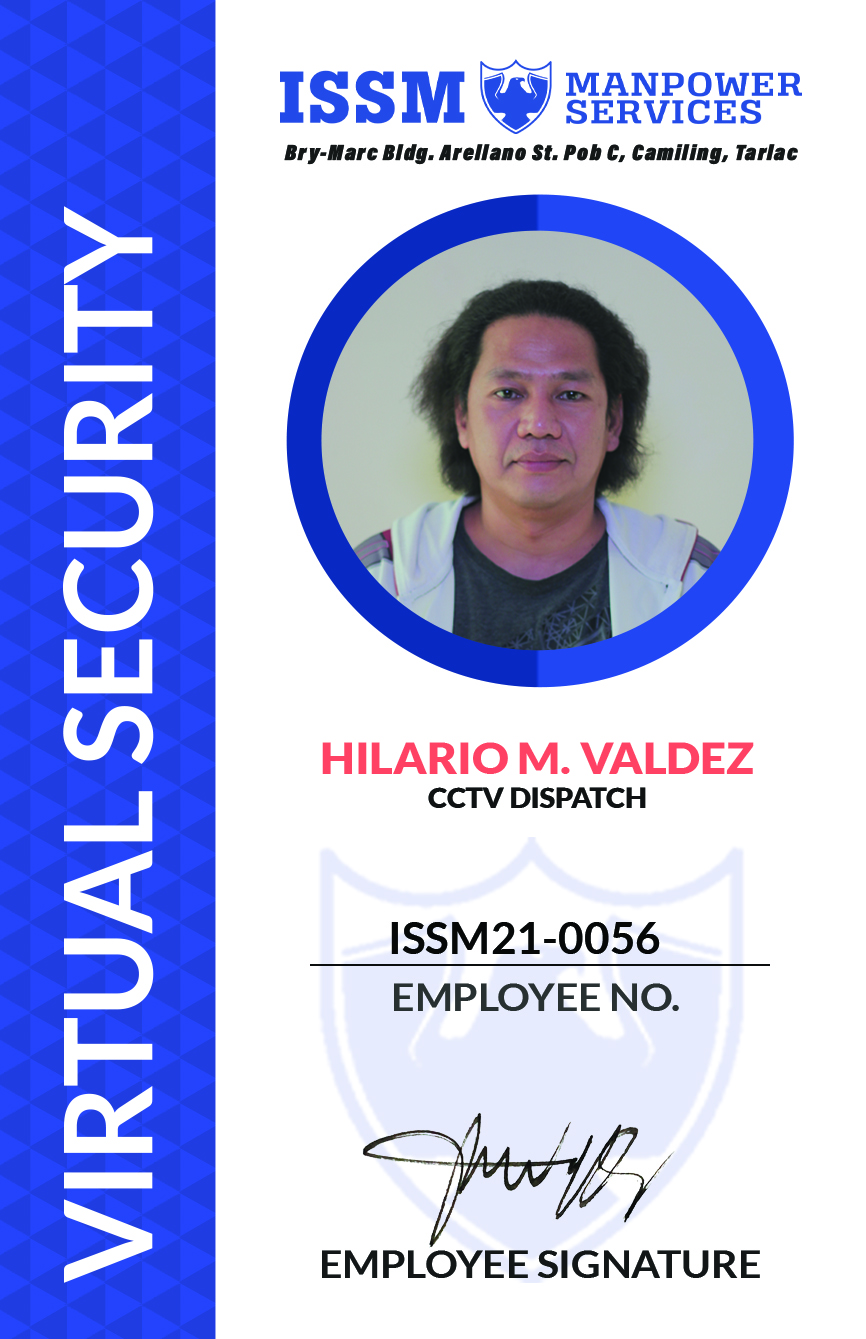 ISSM MANPOWER SERVICES
Bry-Marc Bldg. Arellano St. Pob C, Camiling, Tarlac
VIRTUAL SECURITY
HILARIO M. VALDEZ
CCTV DISPATCH
ISSM21-0056
EMPLOYEE NO.
EMPLOYEE SIGNATURE